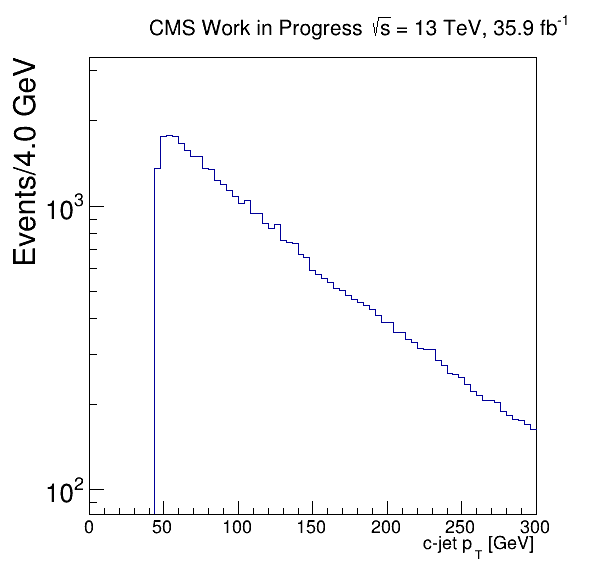 CMS Work in Progress √s = 13 TeV, 35.9 fb⁻¹
Events/4.0 GeV
10³
10²
0 50 100 150 200 250 300
c-jet p_T [GeV]